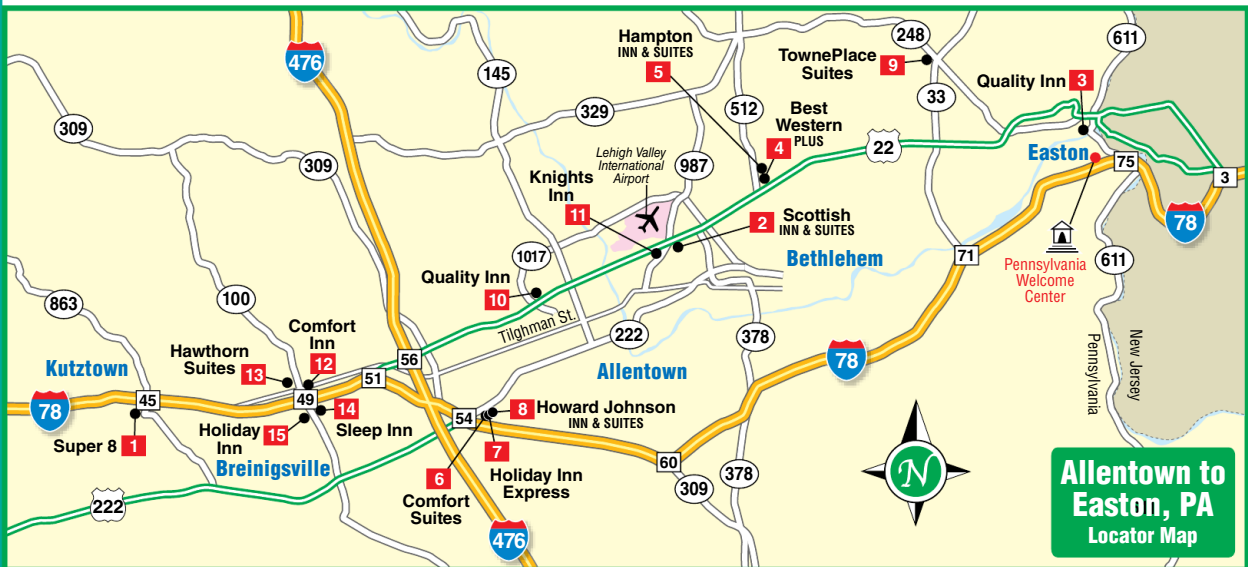 476
309
309
145
329
Hampton
INN & SUITES
5
512
Best
Western
PLUS
4
TownePlace
Suites
9
248
33
Quality Inn 3
611
22
Easton
75
3
78
Lehigh Valley
International
Airport
987
Knights
Inn
11
2
Scottish
INN & SUITES
Bethlehem
71
Pennsylvania
Welcome
Center
611
Pennsylvania
New Jersey
1017
Quality Inn
10
Tilghman St.
222
378
863
100
Comfort
Inn
12
Hawthorn
Suites
13
56
51
Kutztown
78
45
49
Super 8 1
14
Sleep Inn
Holiday
Inn
15
Breinigsville
222
Allentown
78
54
8 Howard Johnson
INN & SUITES
7
Holiday Inn
Express
6
Comfort
Suites
476
60
309
378
N
Allentown to
Easton, PA
Locator Map